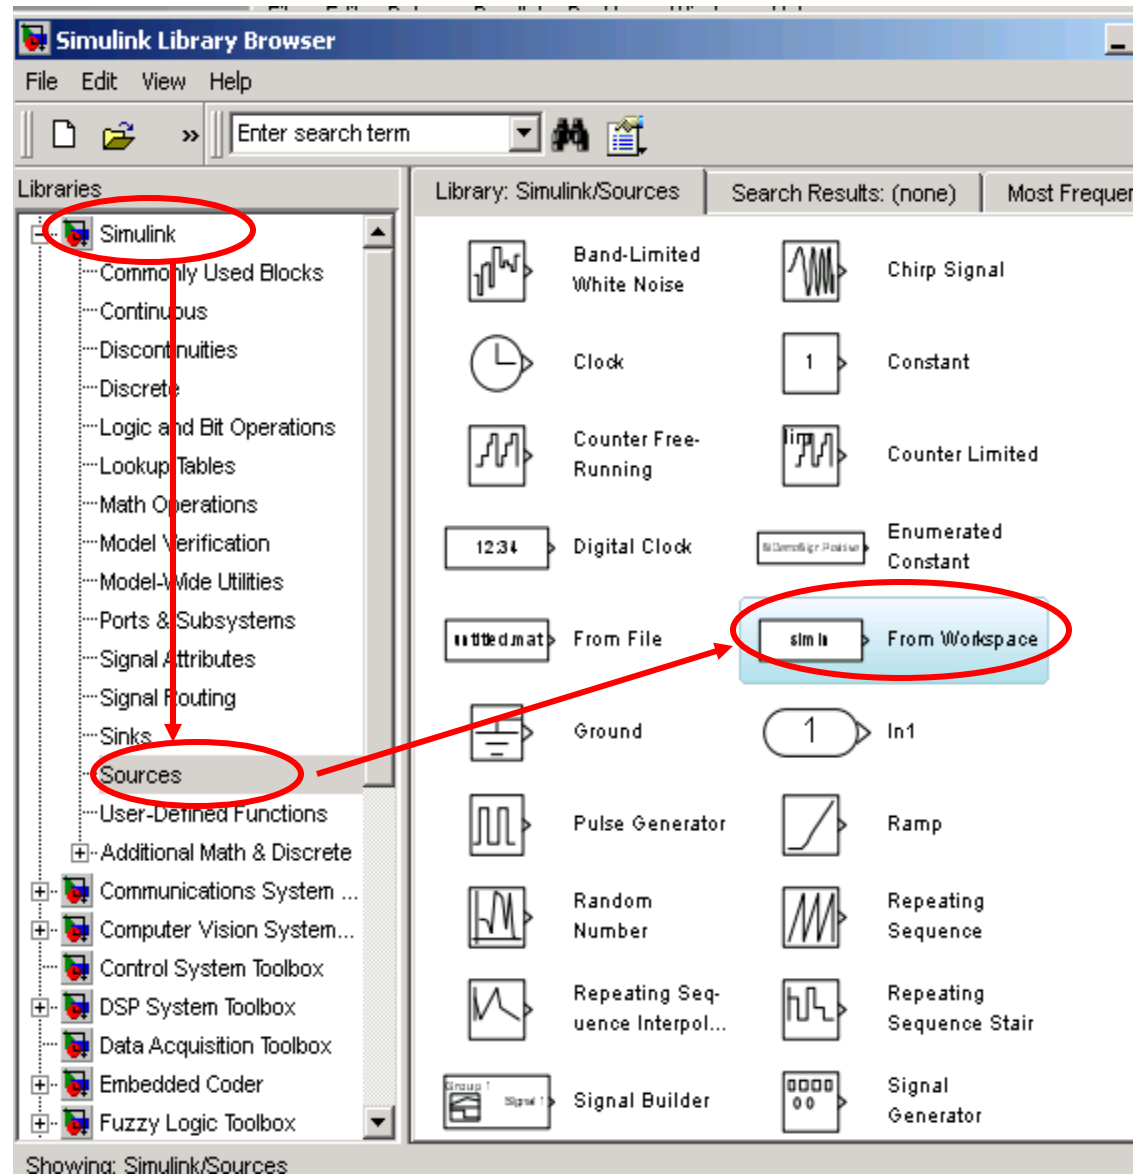 Simulink Library Browser
File Edit View Help
» Enter search term
Libraries
Library: Simulink/Sources
Search Results: (none)
Most Frequen
Simulink
Commonly Used Blocks
Continuous
Discontinuities
Discrete
Logic and Bit Operations
Lookup Tables
Math Operations
Model Verification
Model-Wide Utilities
Ports & Subsystems
Signal Attributes
Signal Routing
Sinks
Sources
User-Defined Functions
Additional Math & Discrete
Communications System ...
Computer Vision System...
Control System Toolbox
DSP System Toolbox
Data Acquisition Toolbox
Embedded Coder
Fuzzy Logic Toolbox
Band-Limited
White Noise
Chirp Signal
Clock
1
Constant
Counter Free-
Running
lim
Counter Limited
12:34
Digital Clock
Enumerated
Constant
untitled.mat
From File
simin
From Workspace
Ground
1
In1
Pulse Generator
Ramp
Random
Number
Repeating
Sequence
Repeating Seq-
uence Interpol...
Repeating
Sequence Stair
Group 1
Signal 1
Signal Builder
Signal
Generator
Showing: Simulink/Sources